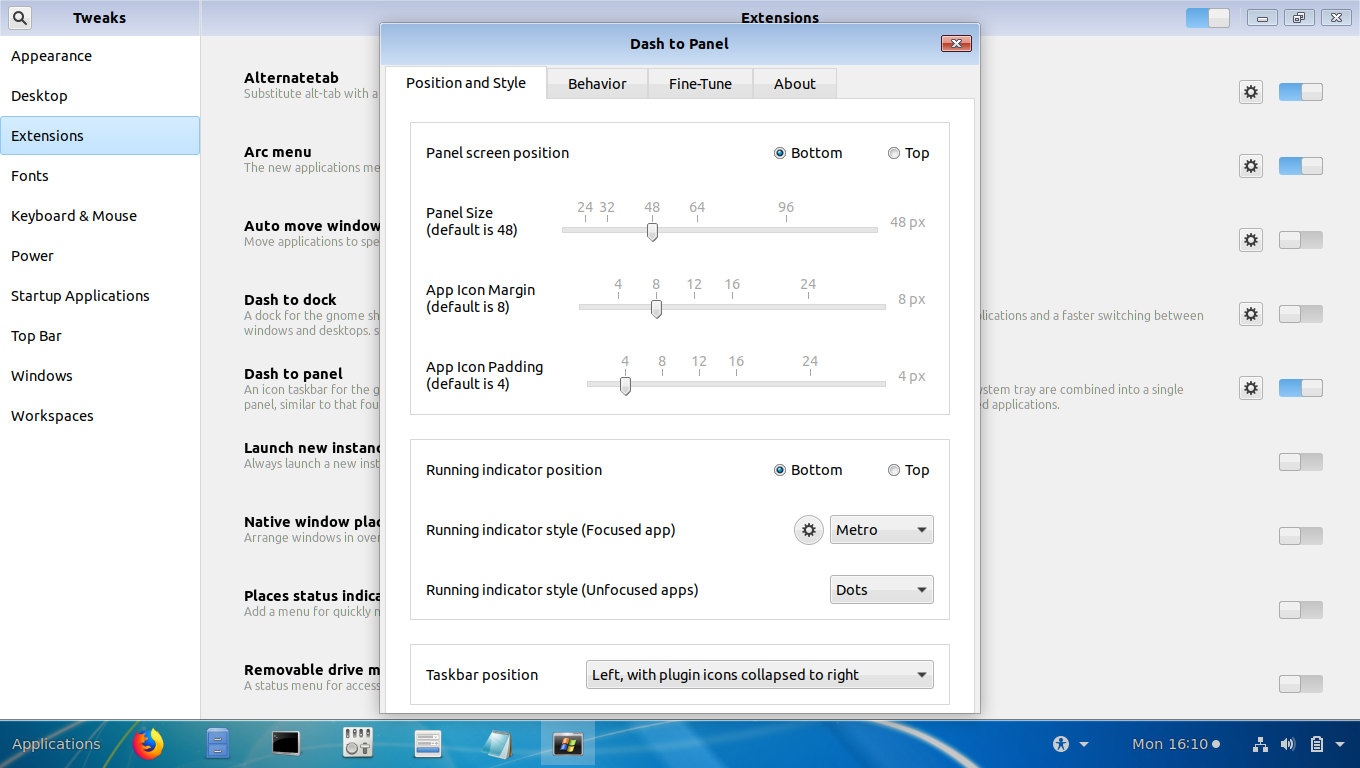 Tweaks
Extensions
Appearance
Desktop
Extensions
Fonts
Keyboard & Mouse
Power
Startup Applications
Top Bar
Windows
Workspaces
Alternatetab
Substitute alt-tab with a
Arc menu
The new applications me
Auto move window
Move applications to spe
Dash to dock
A dock for the gnome sh
windows and desktops. s
plications and a faster switching between
Dash to panel
An icon taskbar for the g
panel, similar to that fou
stem tray are combined into a single
d applications.
Launch new instanc
Always launch a new inst
Native window plac
Arrange windows in over
Places status indica
Add a menu for quickly n
Removable drive m
A status menu for access
Dash to Panel
Position and Style
Behavior
Fine-Tune
About
Panel screen position
Bottom
Top
Panel Size
(default is 48)
24 32 48 64 96
48 px
App Icon Margin
(default is 8)
4 8 12 16 24
8 px
App Icon Padding
(default is 4)
4 8 12 16 24
4 px
Running indicator position
Bottom
Top
Running indicator style (Focused app)
Metro
Running indicator style (Unfocused apps)
Dots
Taskbar position
Left, with plugin icons collapsed to right
Applications
Mon 16:10